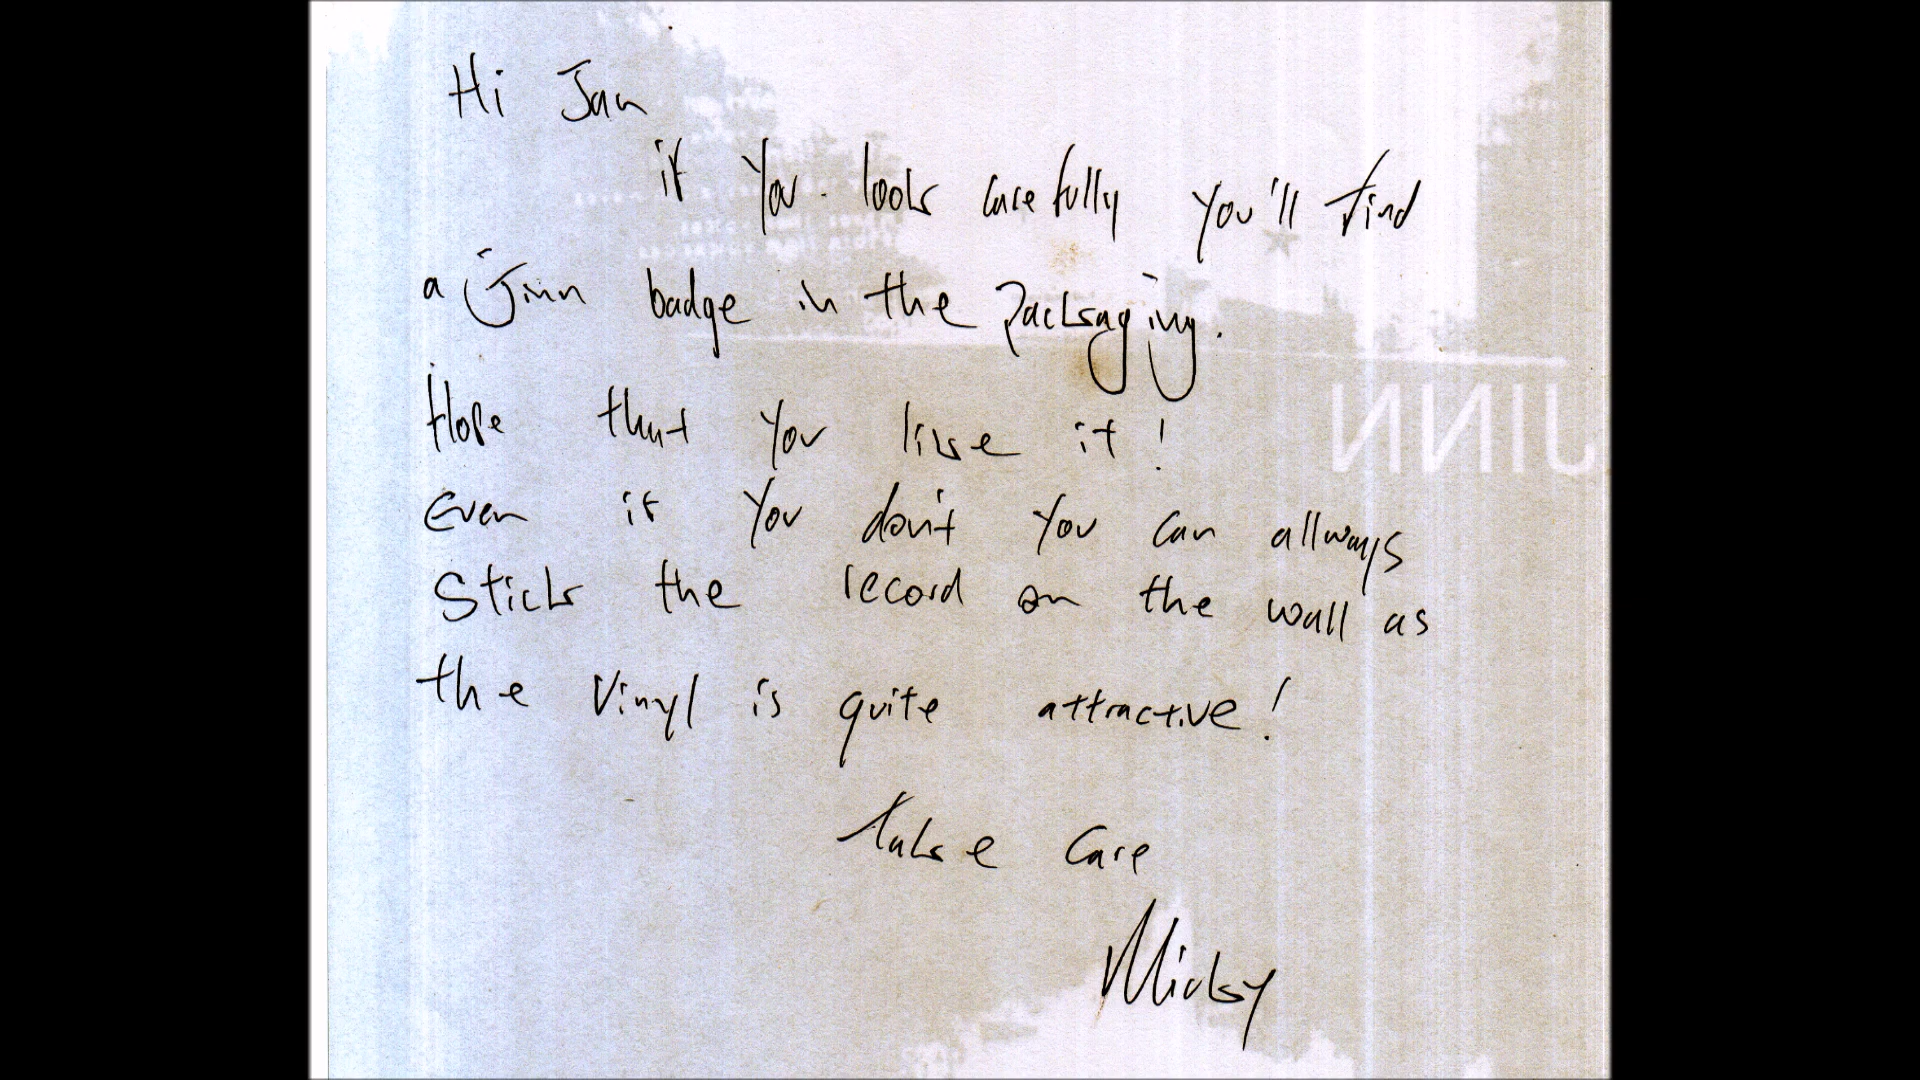 Hi Jan
if you look carefully you'll find
a Jinn badge in the packaging.
Hope that you like it!
Even if you don't you can allways
stick the record on the wall as
the vinyl is quite attractive!
take care
Micky
JINN